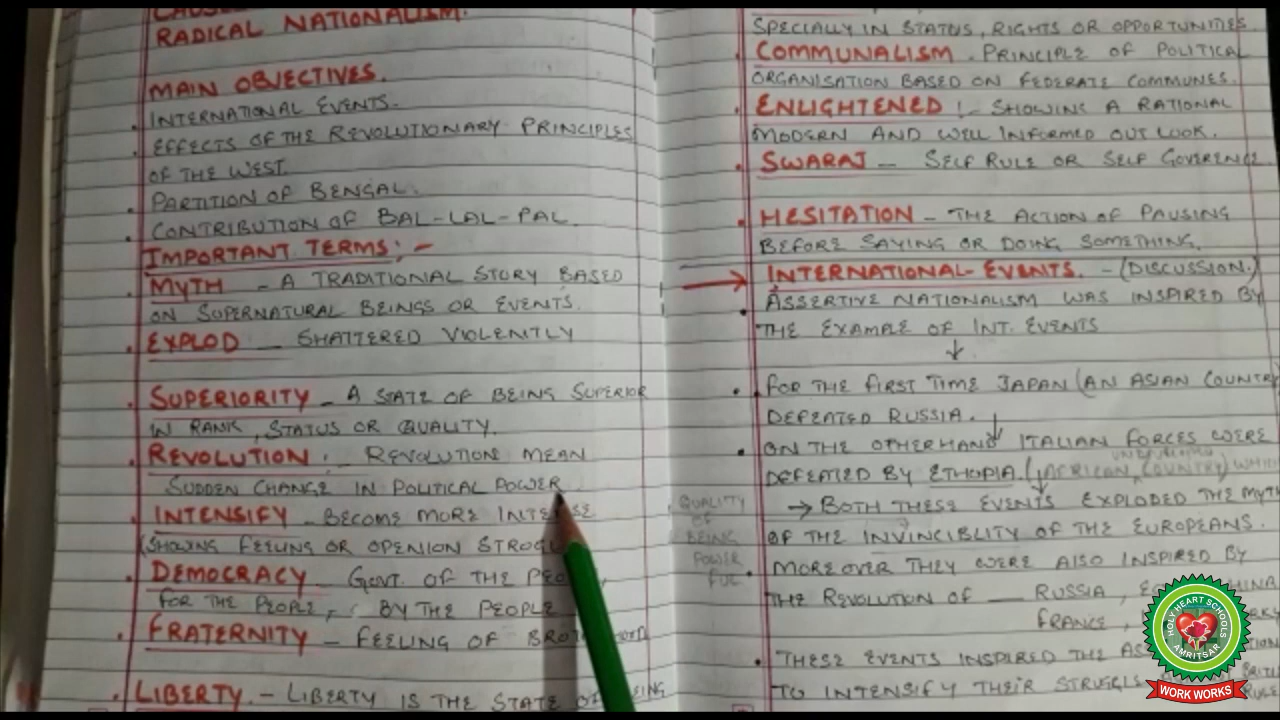 RADICAL NATIONALISM.
MAIN OBJECTIVES.
INTERNATIONAL EVENTS.
EFFECTS OF THE REVOLUTIONARY PRINCIPLES
OF THE WEST.
PARTITION OF BENGAL.
CONTRIBUTION OF BAL-LAL-PAL.
IMPORTANT TERMS:-
MYTH - A TRADITIONAL STORY BASED
ON SUPERNATURAL BEINGS OR EVENTS.
EXPLOD - SHATTERED VIOLENTLY
SUPERIORITY - A STATE OF BEING SUPERIOR
IN RANK, STATUS OR QUALITY.
REVOLUTION:- REVOLUTION MEAN
SUDDEN CHANGE IN POLITICAL POWER
INTENSIFY - BECOME MORE INTENSE
(SHOWING FEELING OR OPENION
DEMOCRACY - GOVT. OF THE
FOR THE PEOPLE, BY THE PEOPLE
FRATERNITY - FEELING OF
LIBERTY. - LIBERTY IS THE STATE OF BEING
SPECIALLY IN STATUS, RIGHTS OR OPPORTUNITIES.
COMMUNALISM. PRINCIPLE OF POLITICAL
ORGANISATION BASED ON FEDERATE COMMUNES.
ENLIGHTENED!- SHOWING A RATIONAL
MODERN AND WELL INFORMED OUT LOOK.
SWARAJ - SELF RULE OR SELF GOVERENCE
HESITATION - THE ACTION OF PAUSING
BEFORE SAYING OR DOING SOMETHING.
→ INTERNATIONAL-EVENTS. - (DISCUSSION.)
ASSERTIVE NATIONALISM WAS INSPIRED BY
THE EXAMPLE OF INT. EVENTS
↓
FOR THE FIRST TIME JAPAN (AN ASIAN COUNTRY
DEFEATED RUSSIA.
ON THE OTHERHAND ITALIAN FORCES WERE
DEFEATED BY ETHOPIA. (AFRICAN COUNTRY) WHICH
→ BOTH THESE EVENTS EXPLODED THE MYTH
OF THE INVINCIBLITY OF THE EUROPEANS.
QUALITY
OF
BEING
POWER
FUL
MOREOVER THEY WERE ALSO INSPIRED BY
THE REVOLUTION OF __ RUSSIA,
FRANCE,
THESE EVENTS INSPIRED THE
TO INTENSIFY THEIR STRUGGLE
HOLY HEART SCHOOLS
AMRITSAR
WORK WORKS